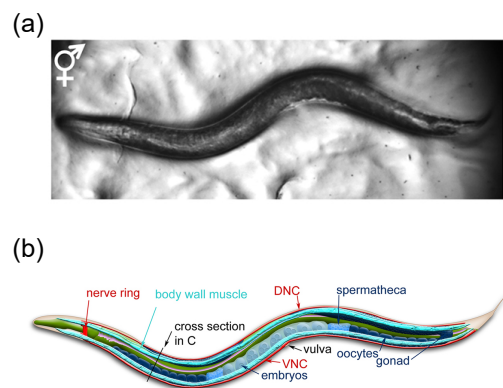 (a)
(b)
nerve ring
body wall muscle
DNC
spermatheca
cross section
in C
vulva
VNC
embryos
oocytes
gonad